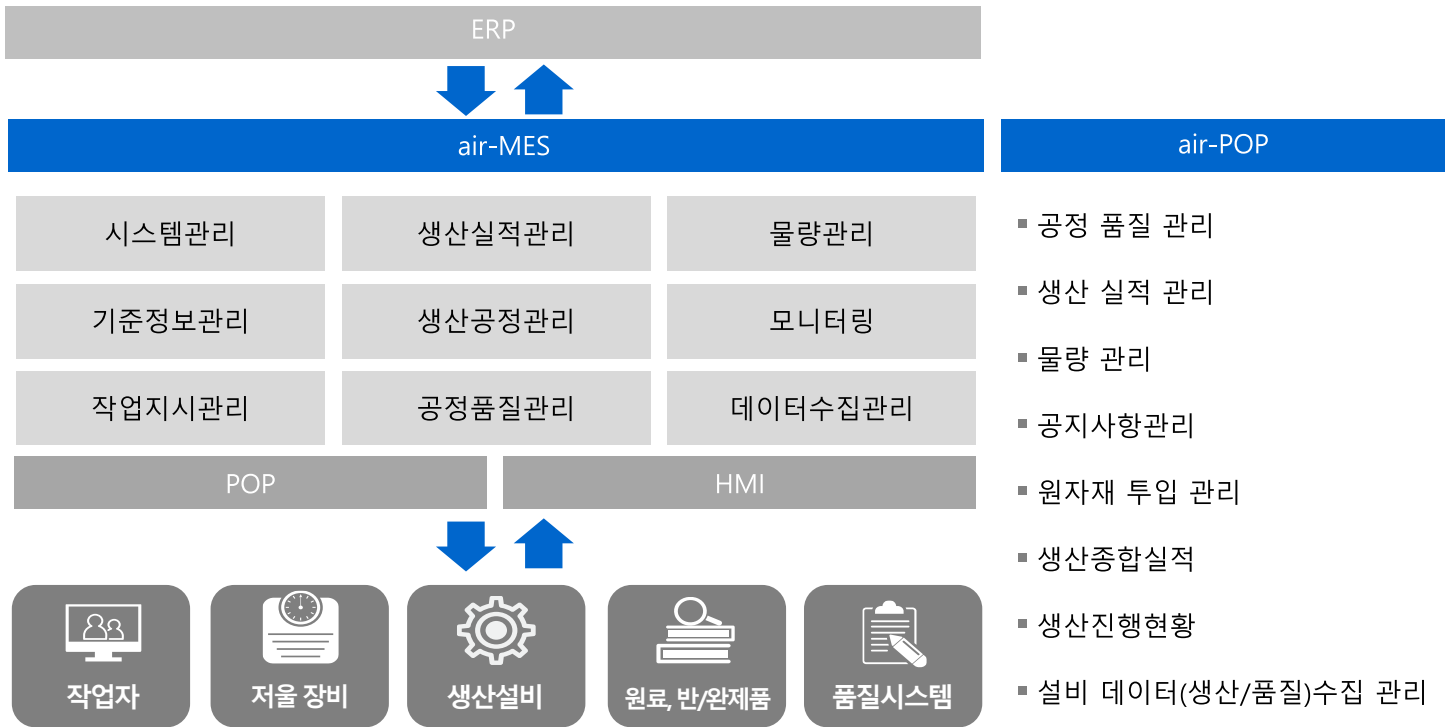 ERP
air-MES
시스템관리
생산실적관리
물량관리
기준정보관리
생산공정관리
모니터링
작업지시관리
공정품질관리
데이터수집관리
POP
HMI
작업자
저울 장비
생산설비
원료, 반/완제품
품질시스템
air-POP
공정 품질 관리
생산 실적 관리
물량 관리
공지사항관리
원자재 투입 관리
생산종합실적
생산진행현황
설비 데이터(생산/품질)수집 관리